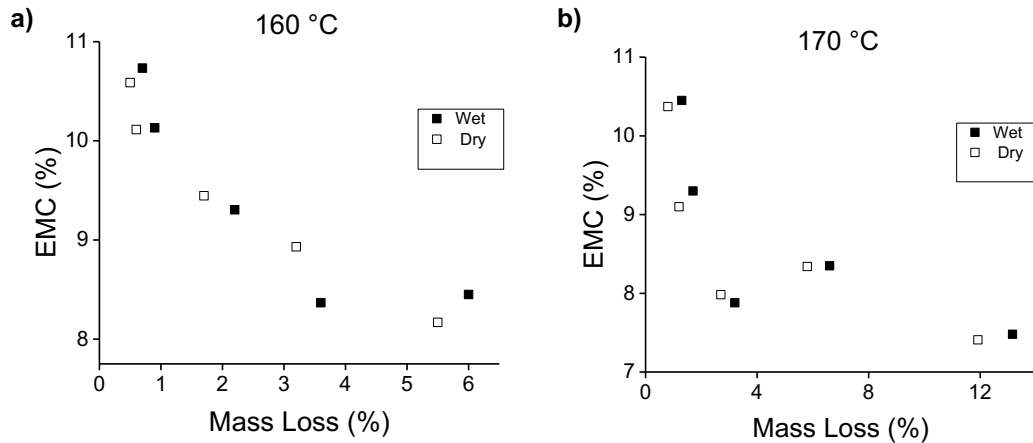 a)
160 °C
11
10
9
8
EMC (%)
Wet
Dry
0 1 2 3 4 5 6
Mass Loss (%)
b)
170 °C
11
10
9
8
7
EMC (%)
Wet
Dry
0 4 8 12
Mass Loss (%)